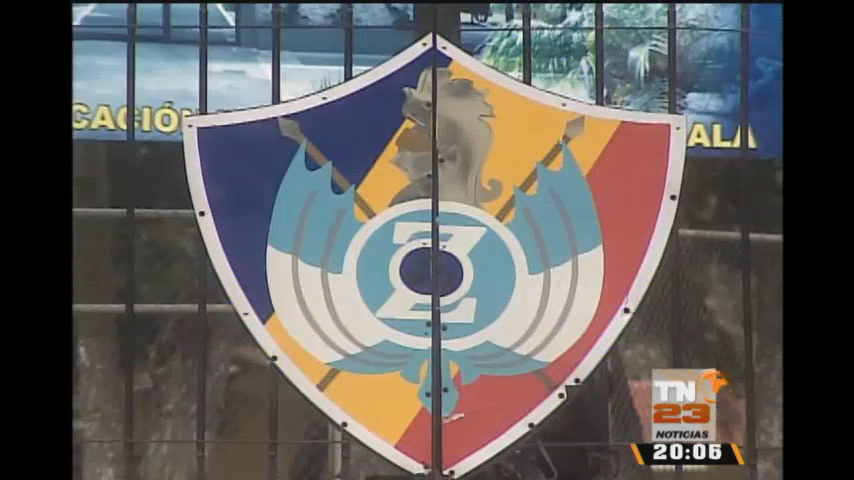 CACIÓN
ALA
Z
TN
23
NOTICIAS
20:06